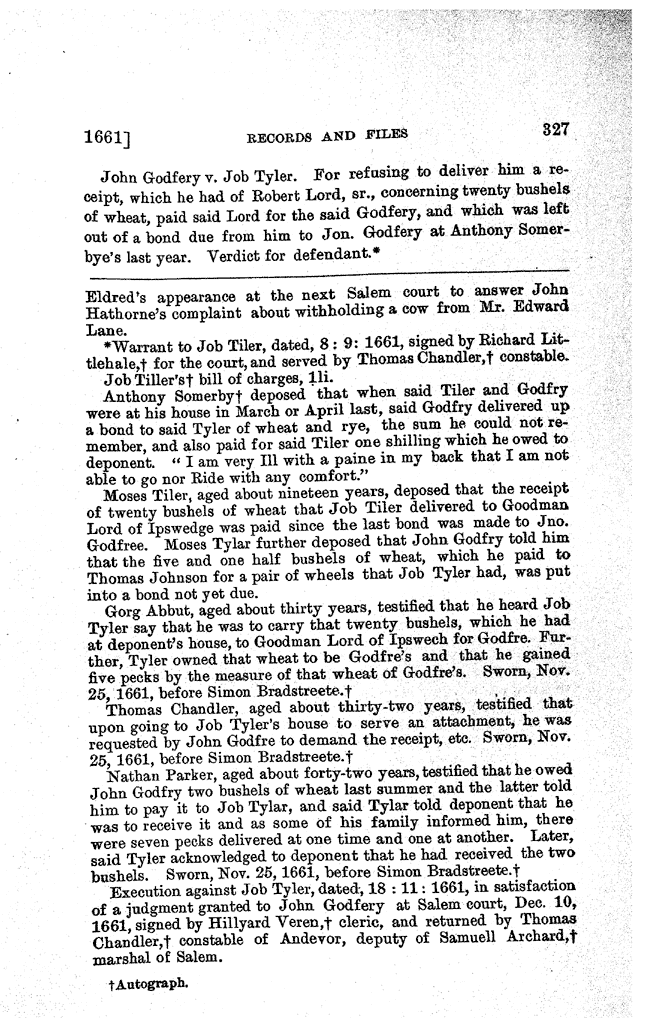 1661]	RECORDS AND FILES	327
John Godfery v. Job Tyler. For refusing to deliver him a re-
ceipt, which he had of Robert Lord, sr., concerning twenty bushels
of wheat, paid said Lord for the said Godfery, and which was left
out of a bond due from him to Jon. Godfery at Anthony Somer-
bye's last year. Verdict for defendant.*
Eldred's appearance at the next Salem court to answer John
Hathorne's complaint about withholding a cow from Mr. Edward
Lane.
*Warrant to Job Tiler, dated, 8 : 9: 1661, signed by Richard Lit-
tlehale,† for the court, and served by Thomas Chandler,† constable.
Job Tiller's† bill of charges, 1li.
Anthony Somerby† deposed that when said Tiler and Godfry
were at his house in March or April last, said Godfry delivered up
a bond to said Tyler of wheat and rye, the sum he could not re-
member, and also paid for said Tiler one shilling which he owed to
deponent. “ I am very Ill with a paine in my back that I am not
able to go nor Ride with any comfort.”
Moses Tiler, aged about nineteen years, deposed that the receipt
of twenty bushels of wheat that Job Tiler delivered to Goodman
Lord of Ipswedge was paid since the last bond was made to Jno.
Godfree. Moses Tylar further deposed that John Godfry told him
that the five and one half bushels of wheat, which he paid to
Thomas Johnson for a pair of wheels that Job Tyler had, was put
into a bond not yet due.
Gorg Abbut, aged about thirty years, testified that he heard Job
Tyler say that he was to carry that twenty bushels, which he had
at deponent's house, to Goodman Lord of Ipswech for Godfre. Fur-
ther, Tyler owned that wheat to be Godfre's and that he gained
five pecks by the measure of that wheat of Godfre's. Sworn, Nov.
25, 1661, before Simon Bradstreete.†
Thomas Chandler, aged about thirty-two years, testified that
upon going to Job Tyler's house to serve an attachment, he was
requested by John Godfre to demand the receipt, etc. Sworn, Nov.
25, 1661, before Simon Bradstreete.†
Nathan Parker, aged about forty-two years, testified that he owed
John Godfry two bushels of wheat last summer and the latter told
him to pay it to Job Tylar, and said Tylar told deponent that he
was to receive it and as some of his family informed him, there
were seven pecks delivered at one time and one at another. Later,
said Tyler acknowledged to deponent that he had received the two
bushels. Sworn, Nov. 25, 1661, before Simon Bradstreete.†
Execution against Job Tyler, dated, 18 : 11 : 1661, in satisfaction
of a judgment granted to John Godfery at Salem court, Dec. 10,
1661, signed by Hillyard Veren,† cleric, and returned by Thomas
Chandler,† constable of Andevor, deputy of Samuell Archard,†
marshal of Salem.
†Autograph.